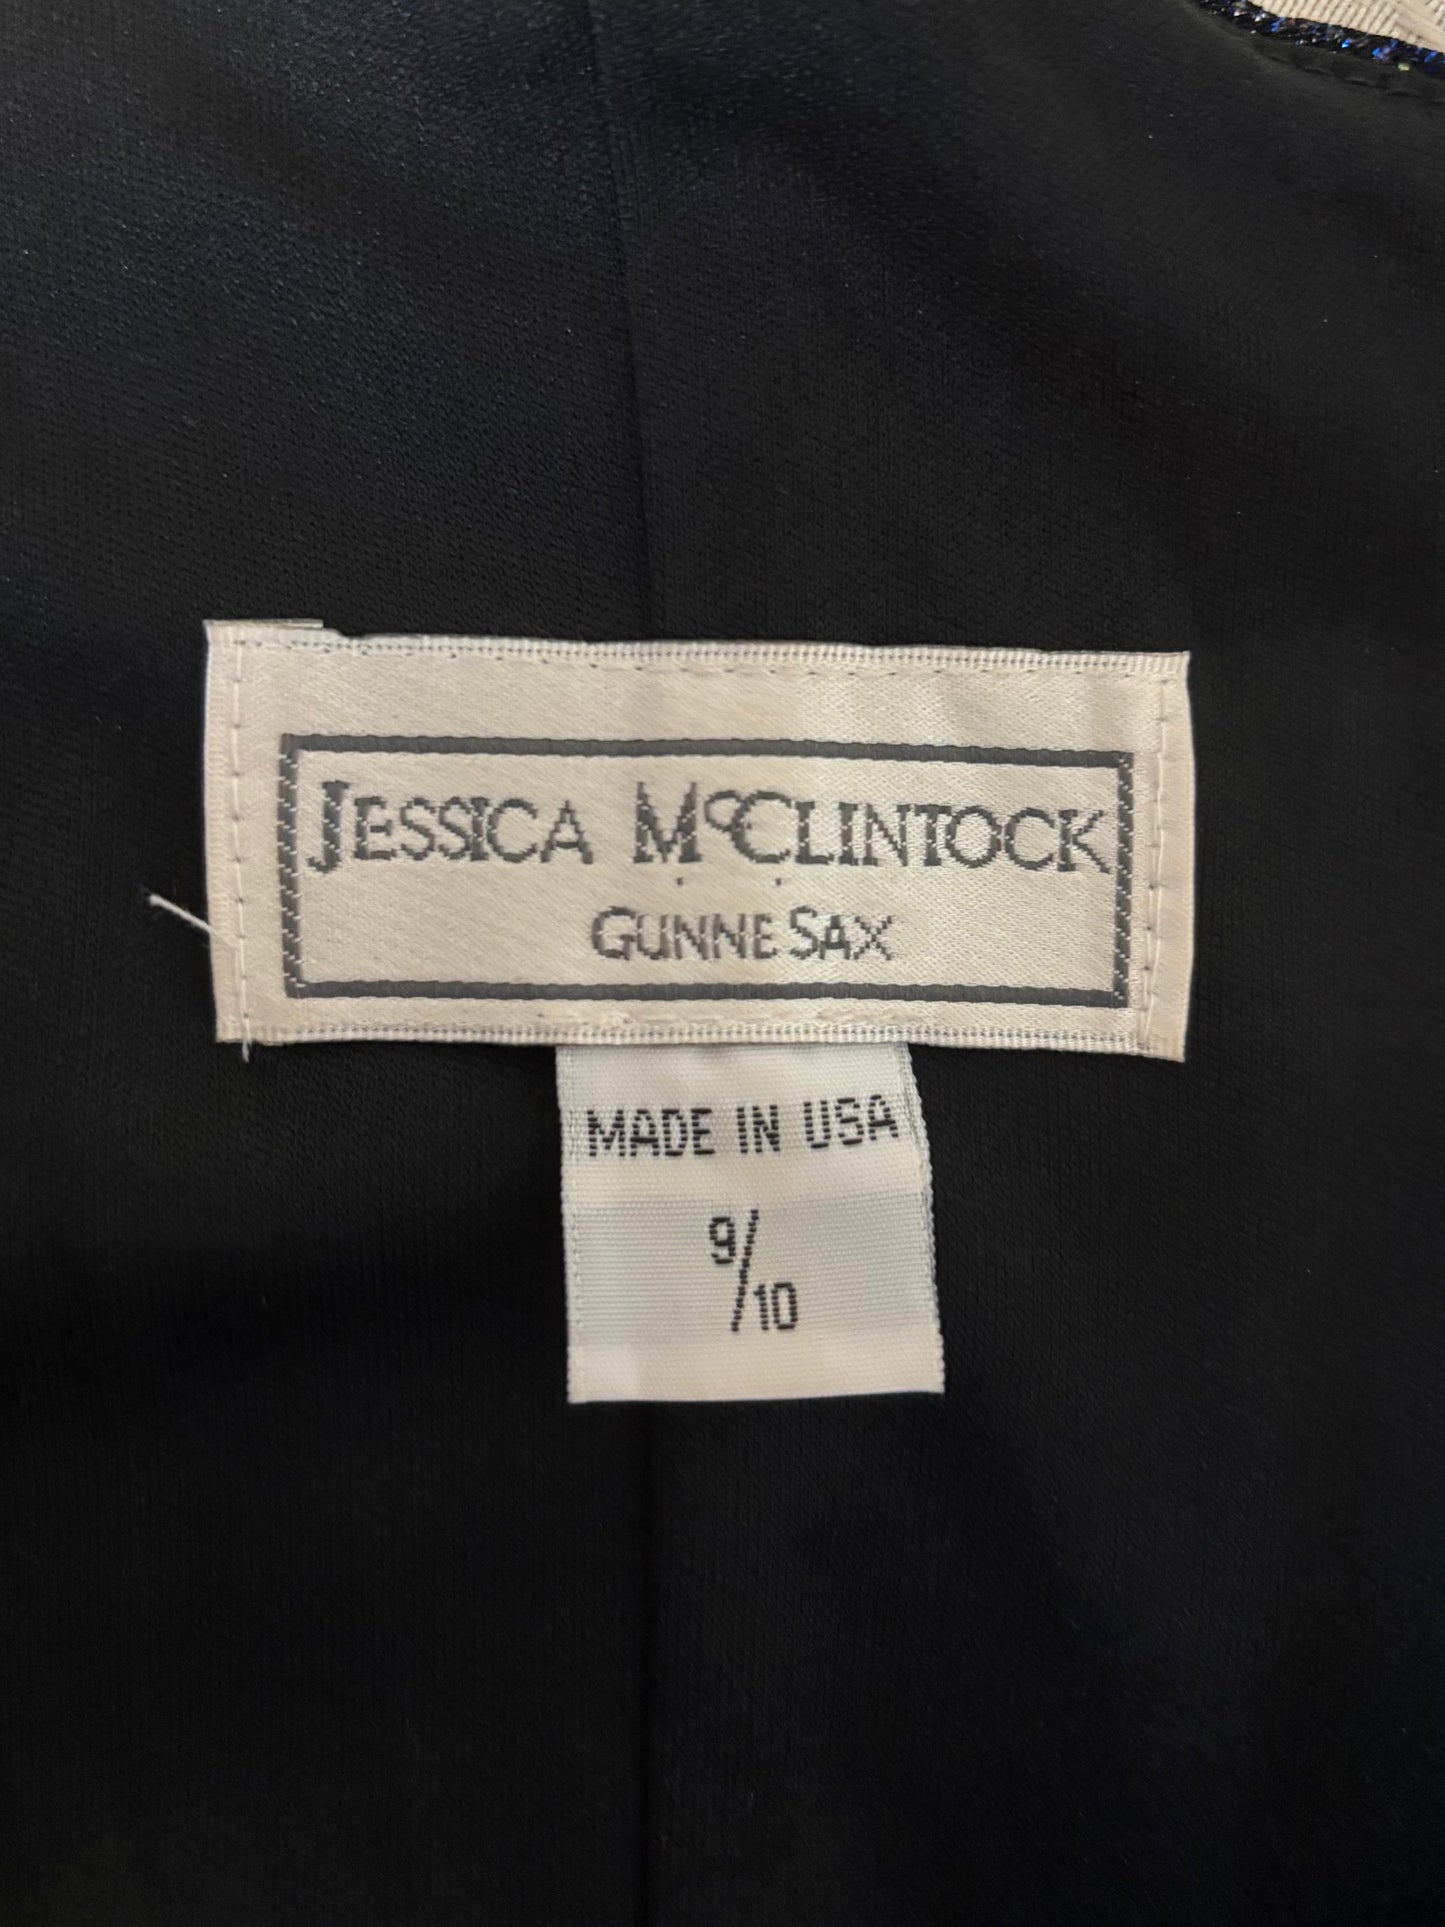 JESSICA McCLINTOCK
GUNNE SAX
MADE IN USA
9/10